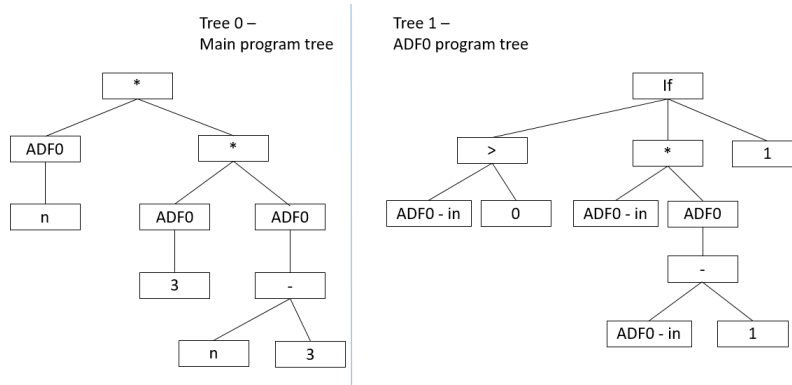 Tree 0 –
Main program tree
*
ADF0
*
n
ADF0
ADF0
3
-
n
3
Tree 1 –
ADF0 program tree
If
>
*
1
ADF0 - in
0
ADF0 - in
ADF0
-
ADF0 - in
1